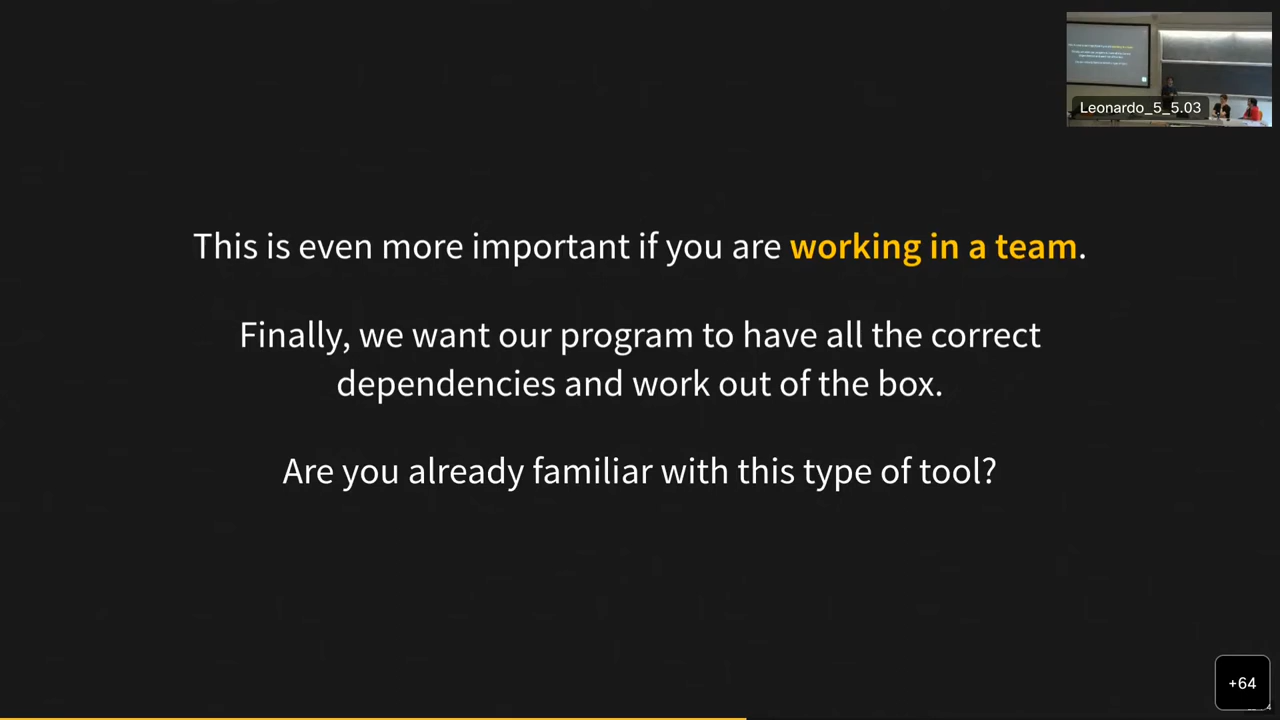 Leonardo_5_5.03
This is even more important if you are working in a team.
Finally, we want our program to have all the correct
dependencies and work out of the box.
Are you already familiar with this type of tool?
+64